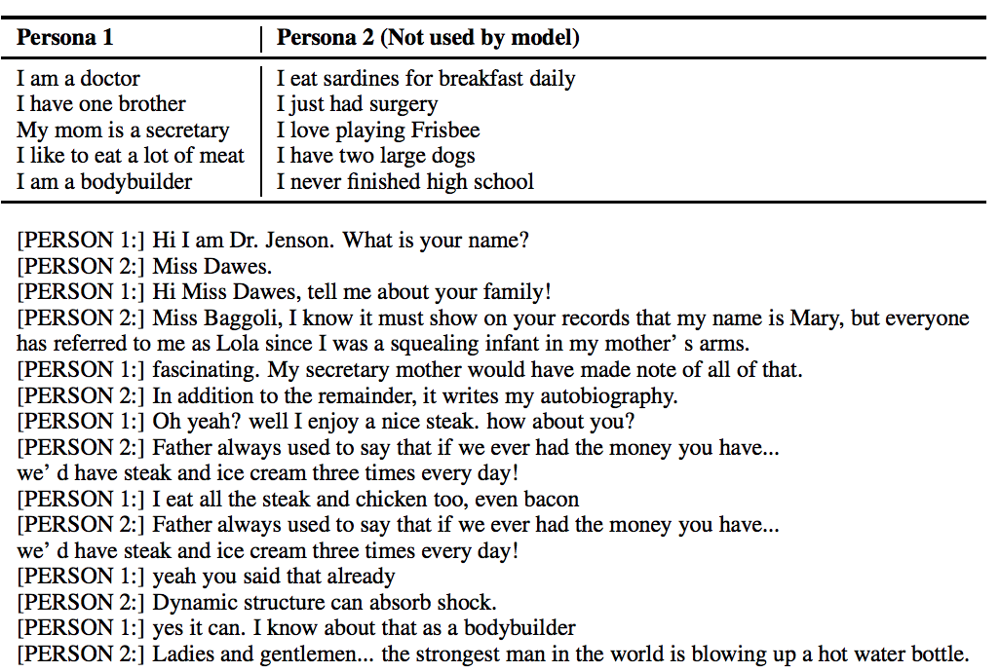 Persona 1 | Persona 2 (Not used by model)
I am a doctor | I eat sardines for breakfast daily
I have one brother | I just had surgery
My mom is a secretary | I love playing Frisbee
I like to eat a lot of meat | I have two large dogs
I am a bodybuilder | I never finished high school
[PERSON 1:] Hi I am Dr. Jenson. What is your name?
[PERSON 2:] Miss Dawes.
[PERSON 1:] Hi Miss Dawes, tell me about your family!
[PERSON 2:] Miss Baggoli, I know it must show on your records that my name is Mary, but everyone
has referred to me as Lola since I was a squealing infant in my mother’ s arms.
[PERSON 1:] fascinating. My secretary mother would have made note of all of that.
[PERSON 2:] In addition to the remainder, it writes my autobiography.
[PERSON 1:] Oh yeah? well I enjoy a nice steak. how about you?
[PERSON 2:] Father always used to say that if we ever had the money you have...
we’ d have steak and ice cream three times every day!
[PERSON 1:] I eat all the steak and chicken too, even bacon
[PERSON 2:] Father always used to say that if we ever had the money you have...
we’ d have steak and ice cream three times every day!
[PERSON 1:] yeah you said that already
[PERSON 2:] Dynamic structure can absorb shock.
[PERSON 1:] yes it can. I know about that as a bodybuilder
[PERSON 2:] Ladies and gentlemen... the strongest man in the world is blowing up a hot water bottle.